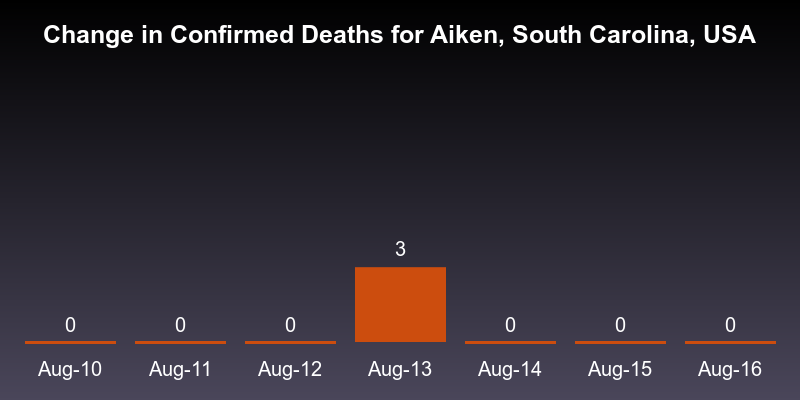 Change in Confirmed Deaths for Aiken, South Carolina, USA
3
0 0 0 0 0 0
Aug-10 Aug-11 Aug-12 Aug-13 Aug-14 Aug-15 Aug-16